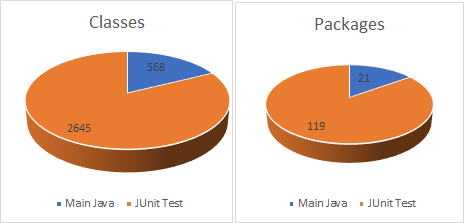 Classes
568
2645
Main Java JUnit Test
Packages
21
119
Main Java JUnit Test